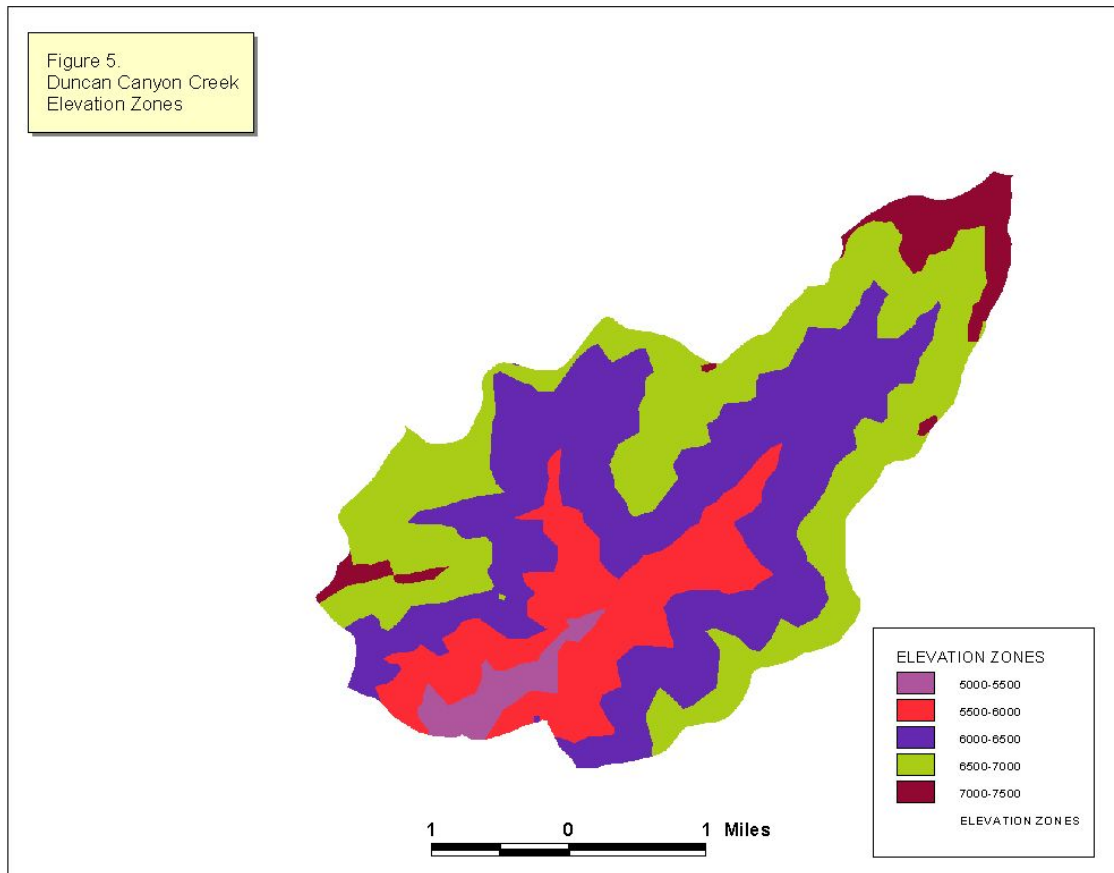 Figure 5.
Duncan Canyon Creek
Elevation Zones
ELEVATION ZONES
5000-5500
5500-6000
6000-6500
6500-7000
7000-7500
ELEVATION ZONES
1 0 1 Miles